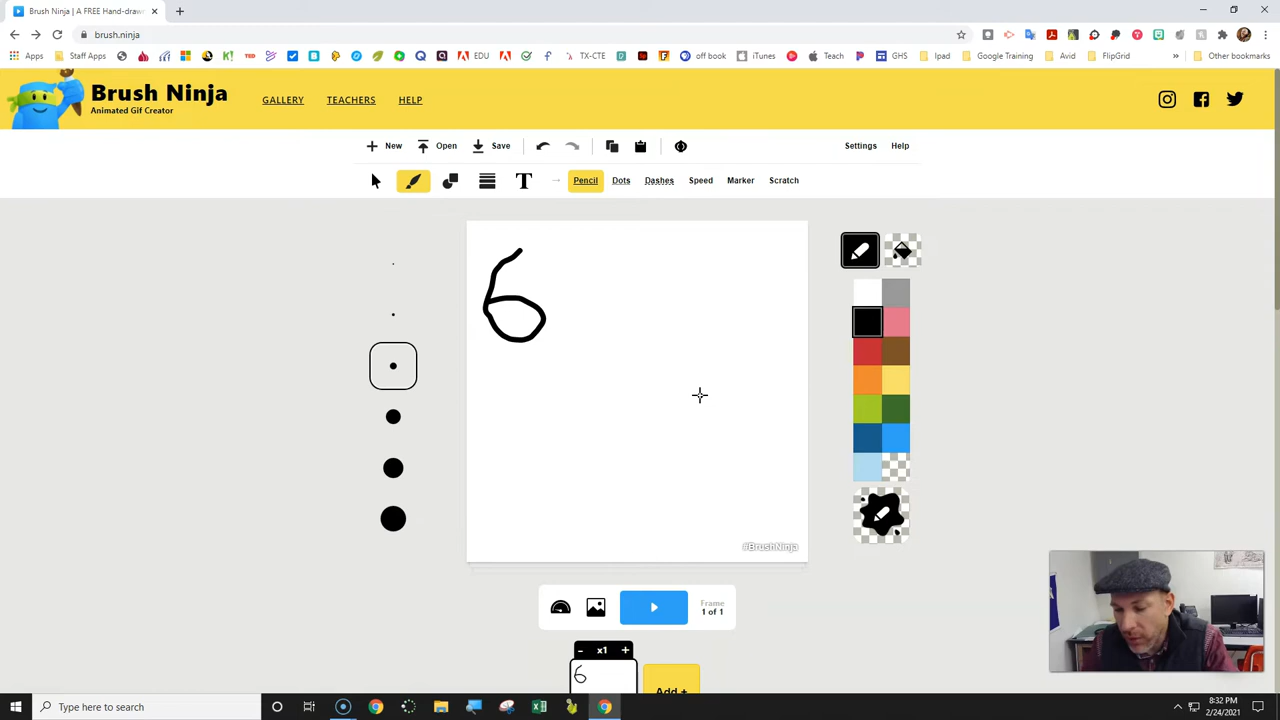 Brush Ninja | A FREE Hand-draw
brush.ninja
Apps Staff Apps TED EDU TX-CTE off book iTunes Teach GHS Ipad Google Training Avid FlipGrid Other bookmarks
Brush Ninja
Animated Gif Creator
GALLERY TEACHERS HELP
New Open Save Settings Help
T Pencil Dots Dashes Speed Marker Scratch
6
#BrushNinja
Frame
1 of 1
- x1 +
6
Add +
Type here to search
8:32 PM
2/24/2021